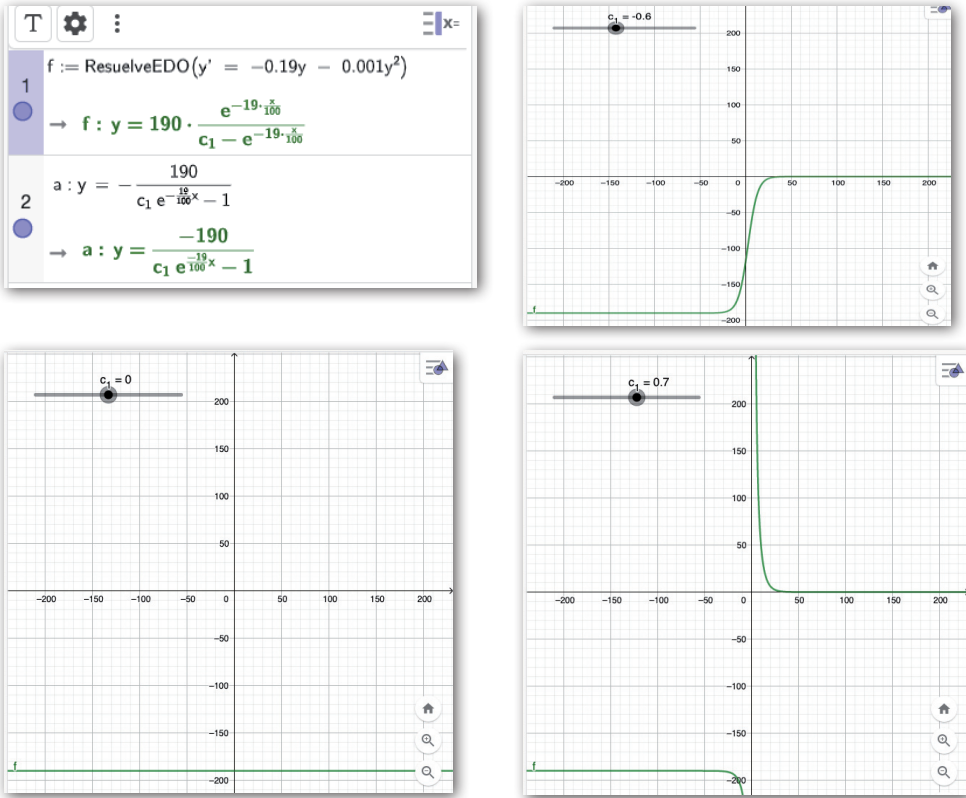 T X=
1
f := ResuelveEDO(y' = −0.19y − 0.001y²)
→ f : y = 190 · e^(−19·x/100) / (c₁ − e^(−19·x/100))
2
a : y = − 190 / (c₁ e^(−19/100 x) − 1)
→ a : y = −190 / (c₁ e^(−19/100 x) − 1)
c₁ = -0.6
200
150
100
50
−200 −150 −100 −50 0 50 100 150 200
−50
−100
−150
f
−200
c₁ = 0
200
150
100
50
−200 −150 −100 −50 0 50 100 150 200
−50
−100
−150
f
−200
c₁ = 0.7
200
150
100
50
−200 −150 −100 −50 0 50 100 150 200
−50
−100
−150
f
−200